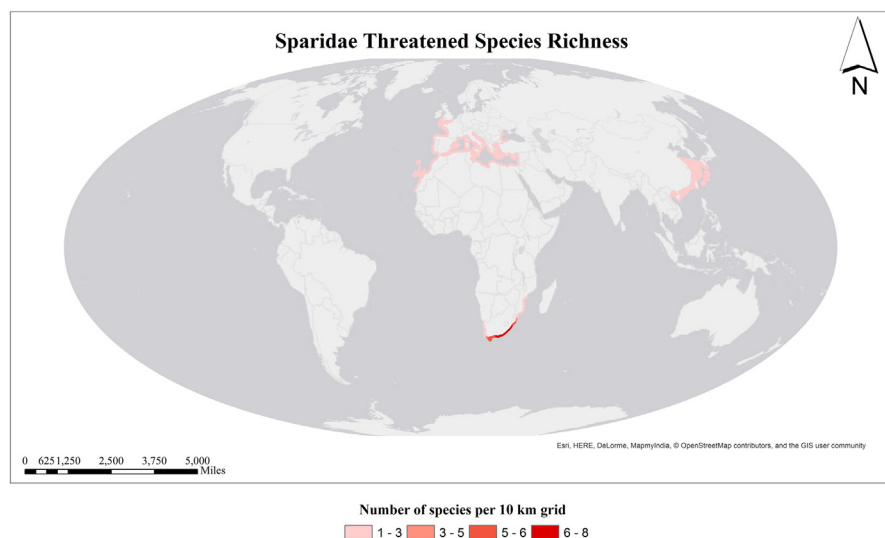 Sparidae Threatened Species Richness
N
Esri, HERE, DeLorme, MapmyIndia, © OpenStreetMap contributors, and the GIS user community
0 625 1,250 2,500 3,750 5,000
Miles
Number of species per 10 km grid
1 - 3 3 - 5 5 - 6 6 - 8